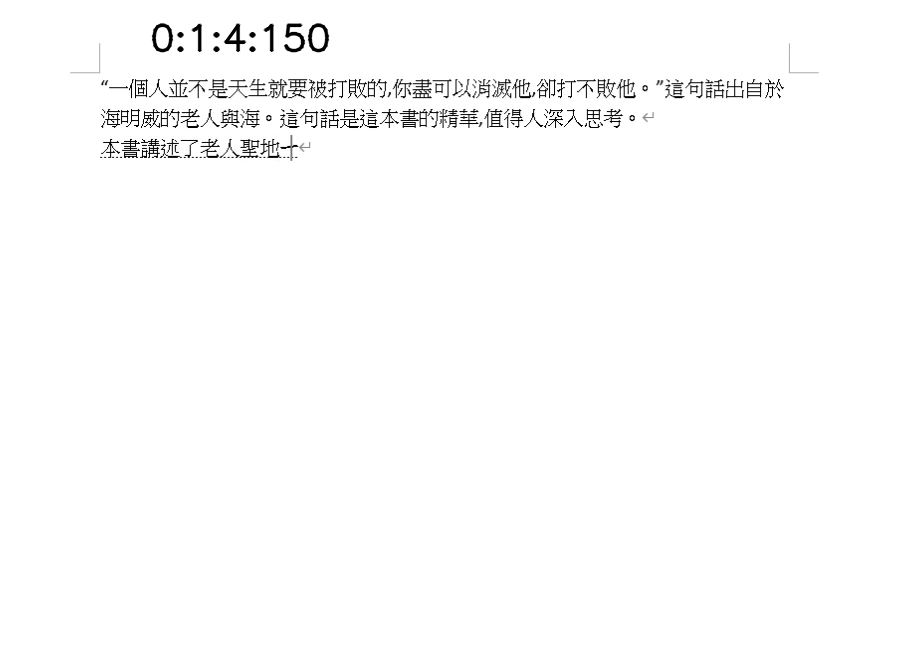 0:1:4:150
“一個人並不是天生就要被打敗的,你盡可以消滅他,卻打不敗他。”這句話出自於
海明威的老人與海。這句話是這本書的精華,值得人深入思考。
本書講述了老人聖地一